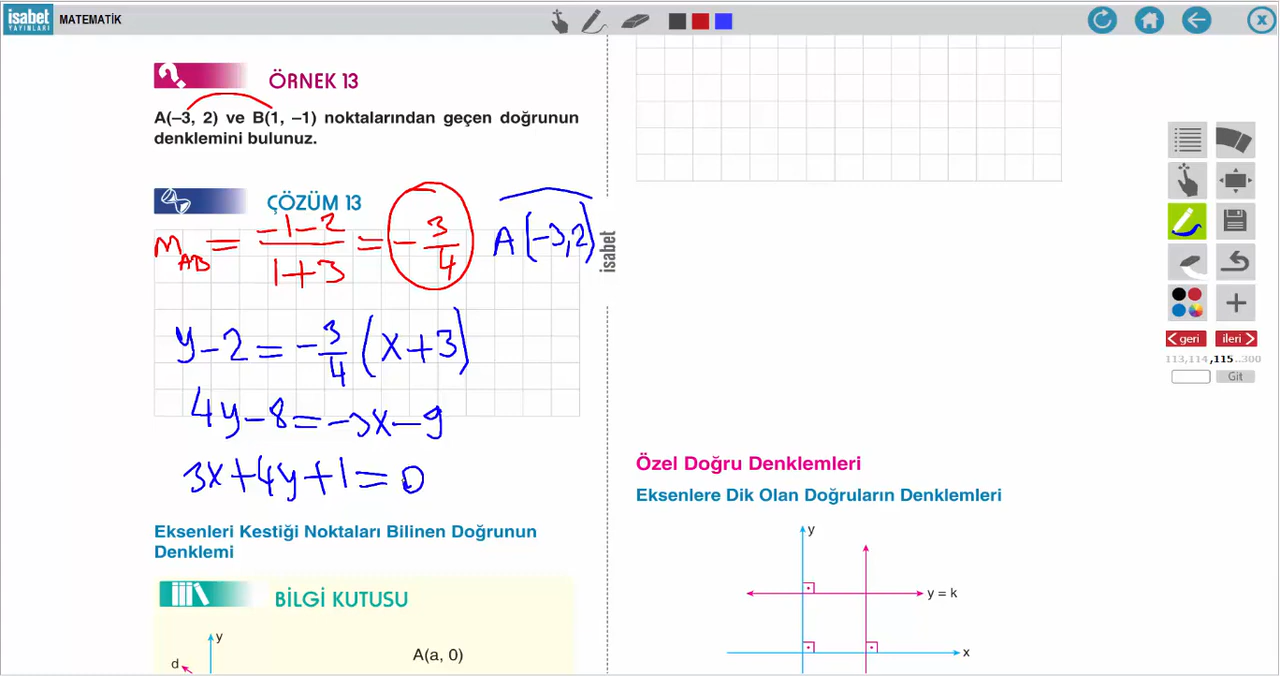 isabet
YAYINLARI
MATEMATİK
ÖRNEK 13
A(–3, 2) ve B(1, –1) noktalarından geçen doğrunun
denklemini bulunuz.
ÇÖZÜM 13
m_AB = (-1-2)/(1+3) = -3/4
A(-3,2)
y-2 = -3/4 (x+3)
4y-8 = -3x-9
3x+4y+1 = 0
Eksenleri Kestiği Noktaları Bilinen Doğrunun
Denklemi
BİLGİ KUTUSU
y
A(a, 0)
d
isabet
Özel Doğru Denklemleri
Eksenlere Dik Olan Doğruların Denklemleri
y
y = k
x
geri
ileri
113,114,115..300
Git